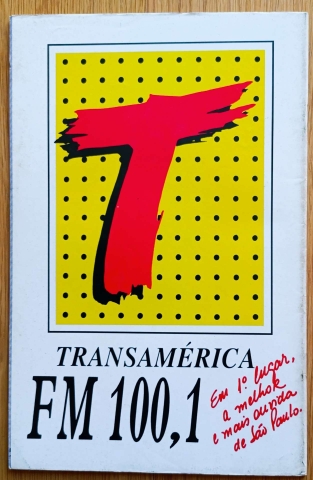 T
TRANSAMÉRICA
FM 100,1
Em 1º lugar,
a melhor
e mais ouvida
de São Paulo.